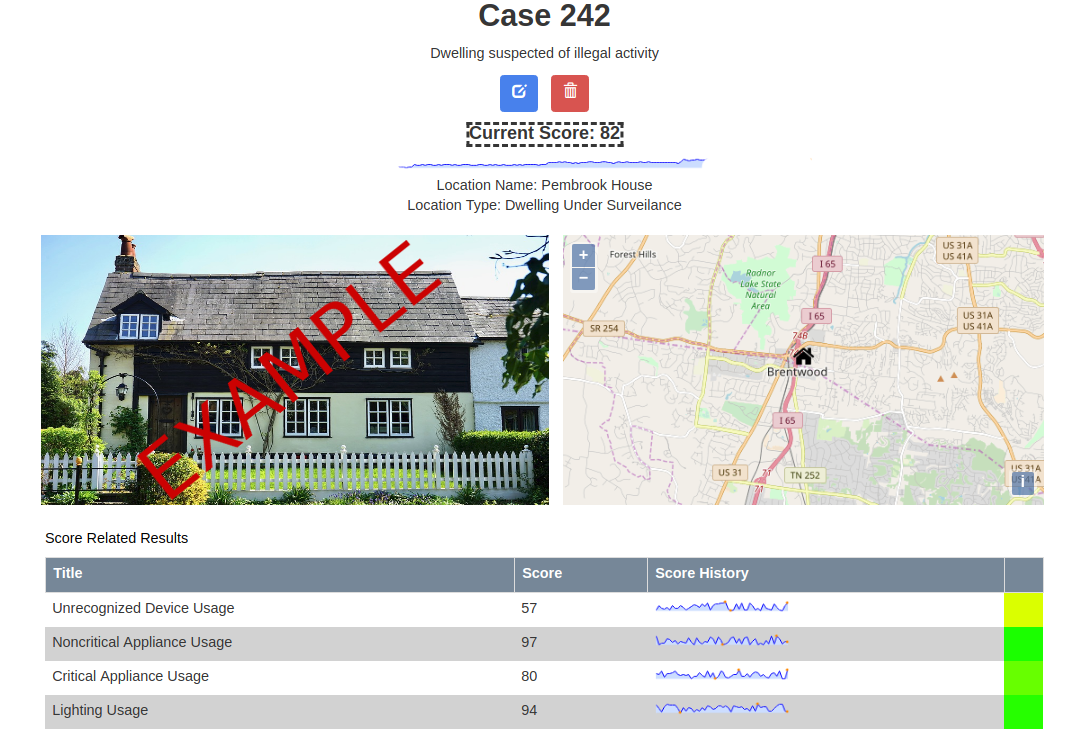 Case 242
Dwelling suspected of illegal activity
Current Score: 82
Location Name: Pembrook House
Location Type: Dwelling Under Surveilance
EXAMPLE
+
−
Forest Hills
Radnor
Lake State
Natural
Area
I 65
US 31A
US 41A
I 65
US 31A
US 41A
SR 254
74B
Brentwood
I 65
US 31
71
TN 252
US 31A
US 41A
71
i
Score Related Results
Title Score Score History
Unrecognized Device Usage 57
Noncritical Appliance Usage 97
Critical Appliance Usage 80
Lighting Usage 94